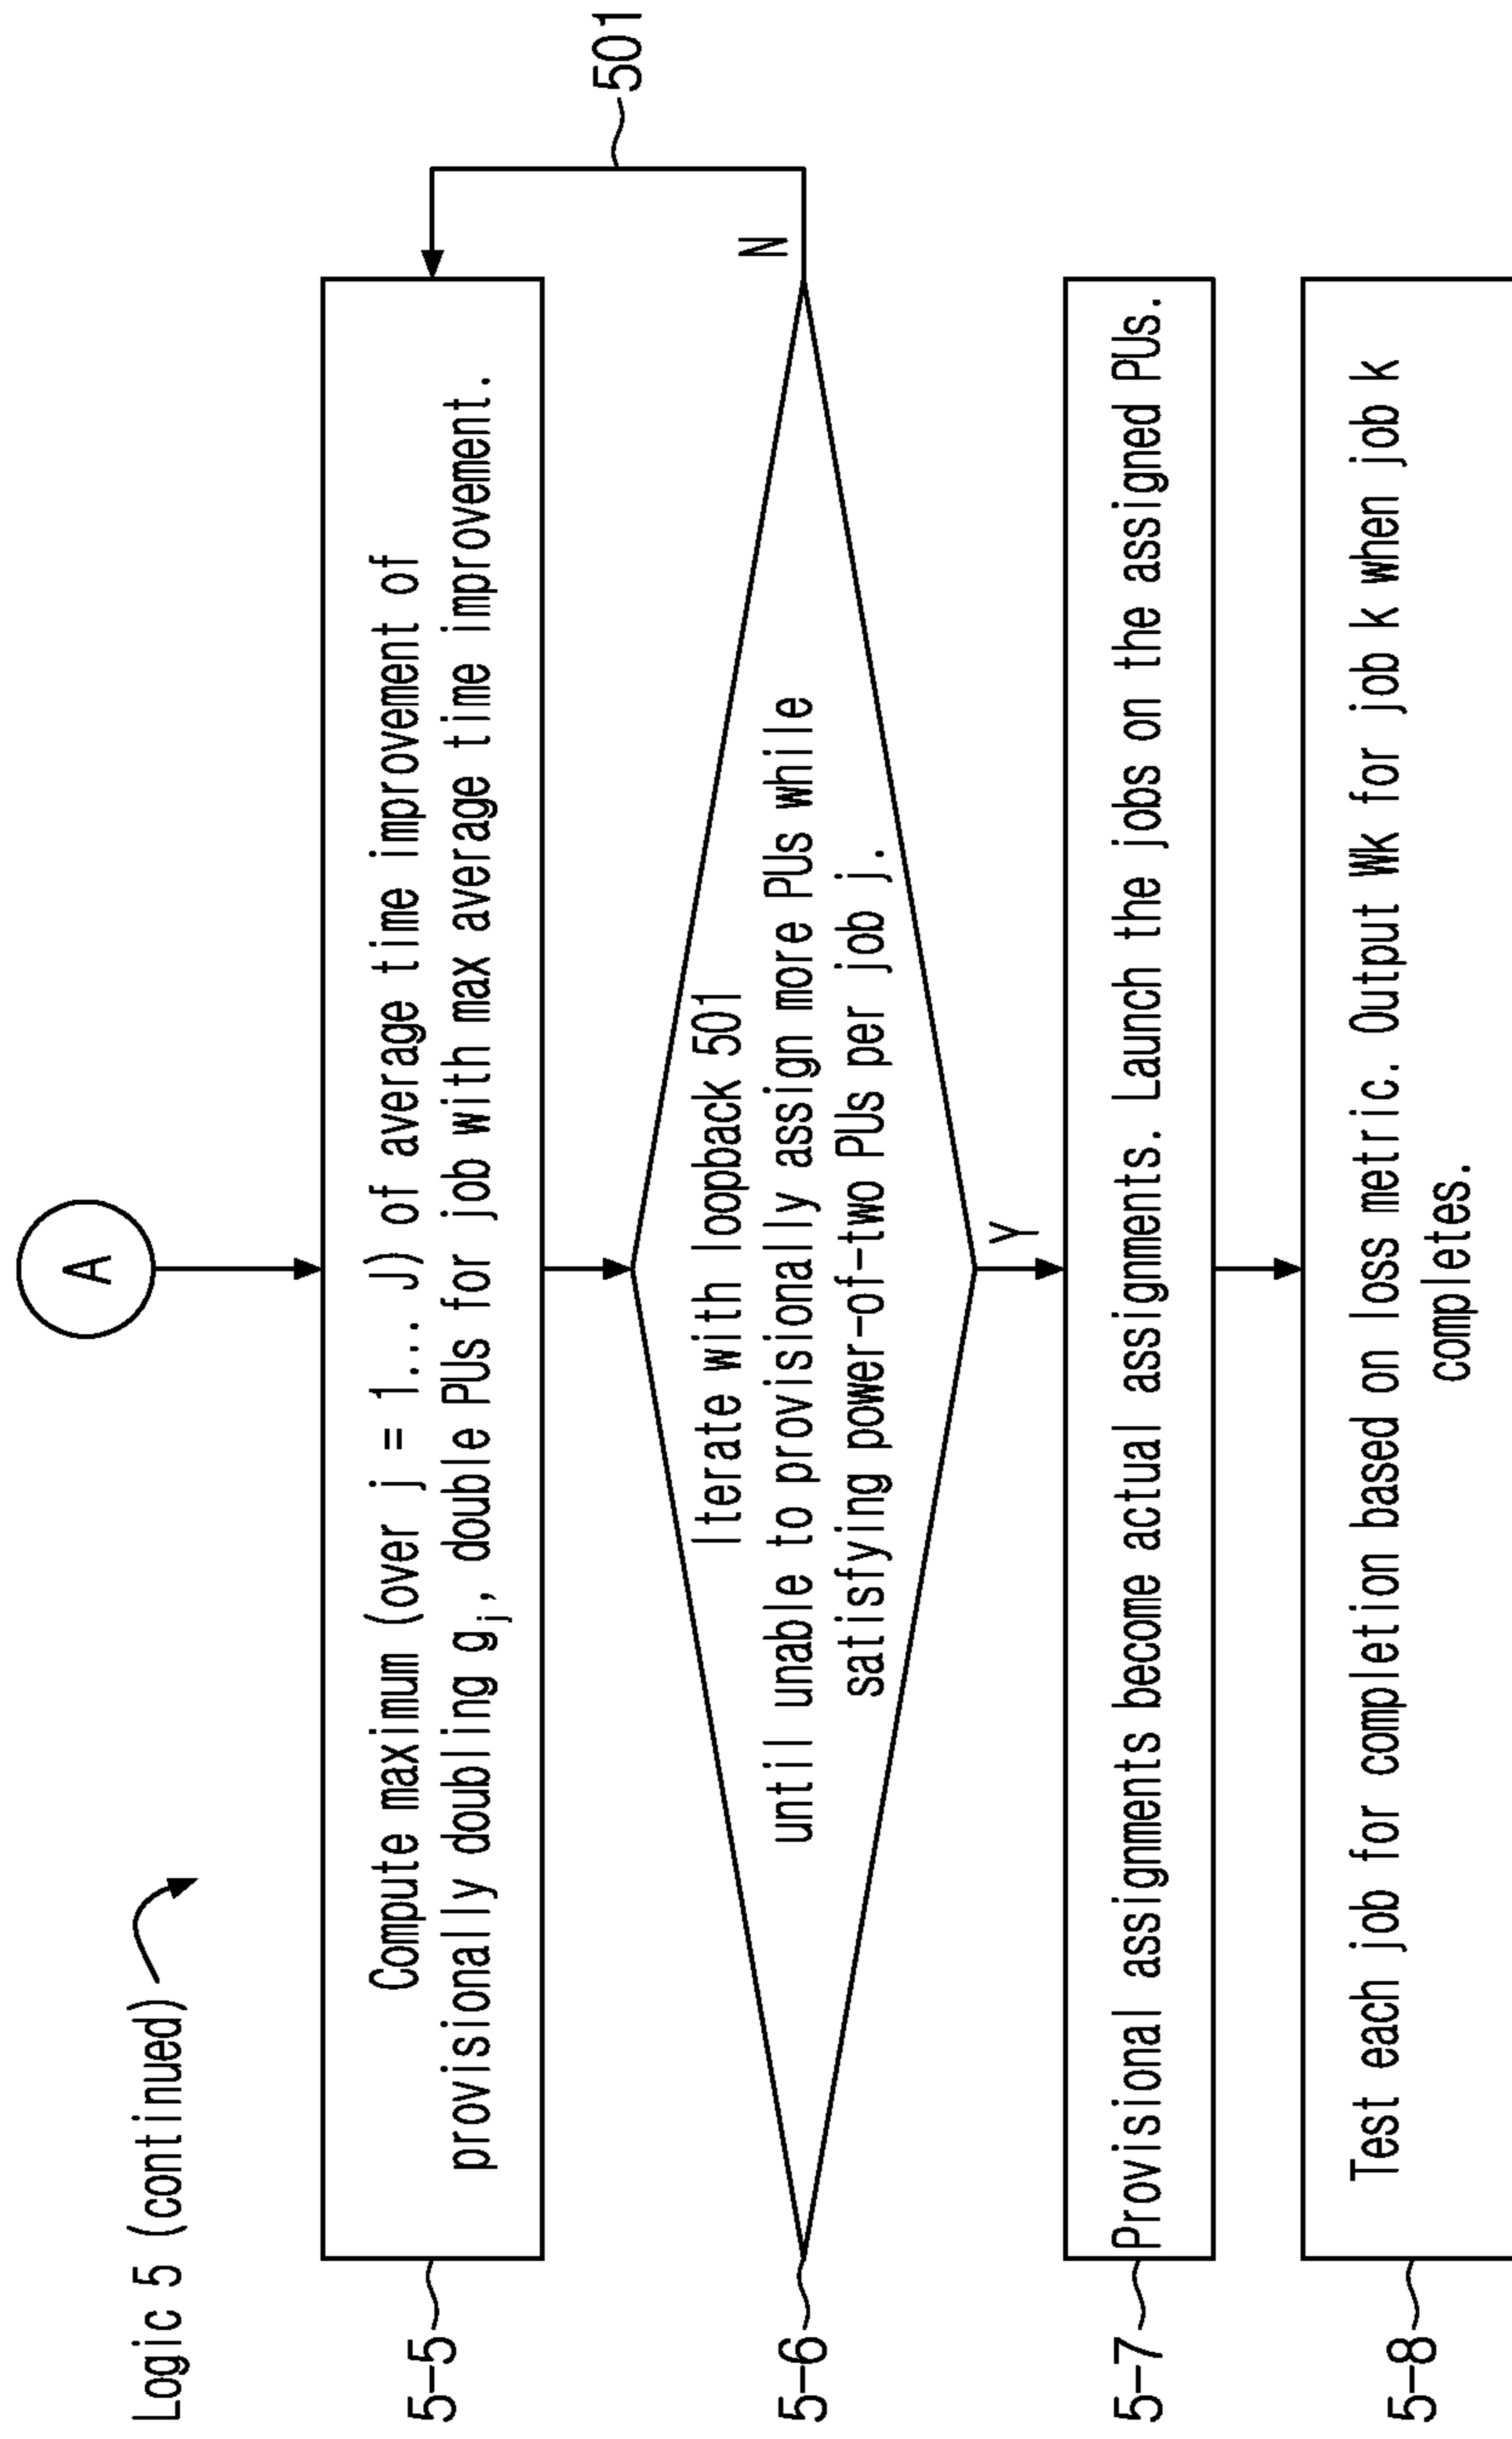 Logic 5 (continued)
A
5-5
Compute maximum (over j = 1... J) of average time improvement of
provisionally doubling gj, double PUs for job with max average time improvement.
501
5-6
Iterate with loopback 501
until unable to provisionally assign more PUs while
satisfying power-of-two PUs per job j.
N
Y
5-7
Provisional assignments become actual assignments. Launch the jobs on the assigned PUs.
5-8
Test each job for completion based on loss metric. Output Wk for job k when job k
completes.